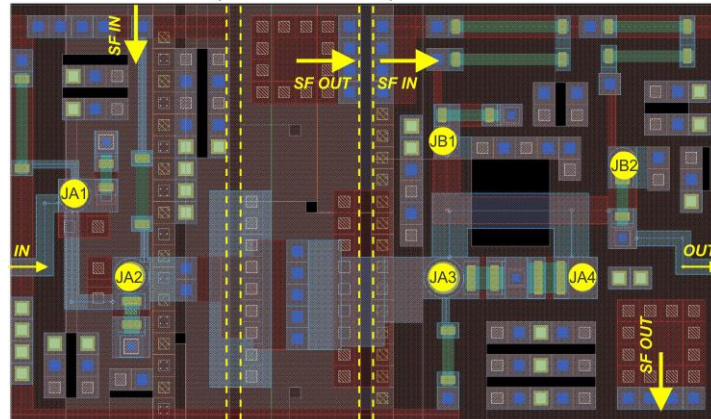 SF IN
SF OUT
SF IN
JB1
JB2
JA1
IN
OUT
JA2
JA3
JA4
SF OUT